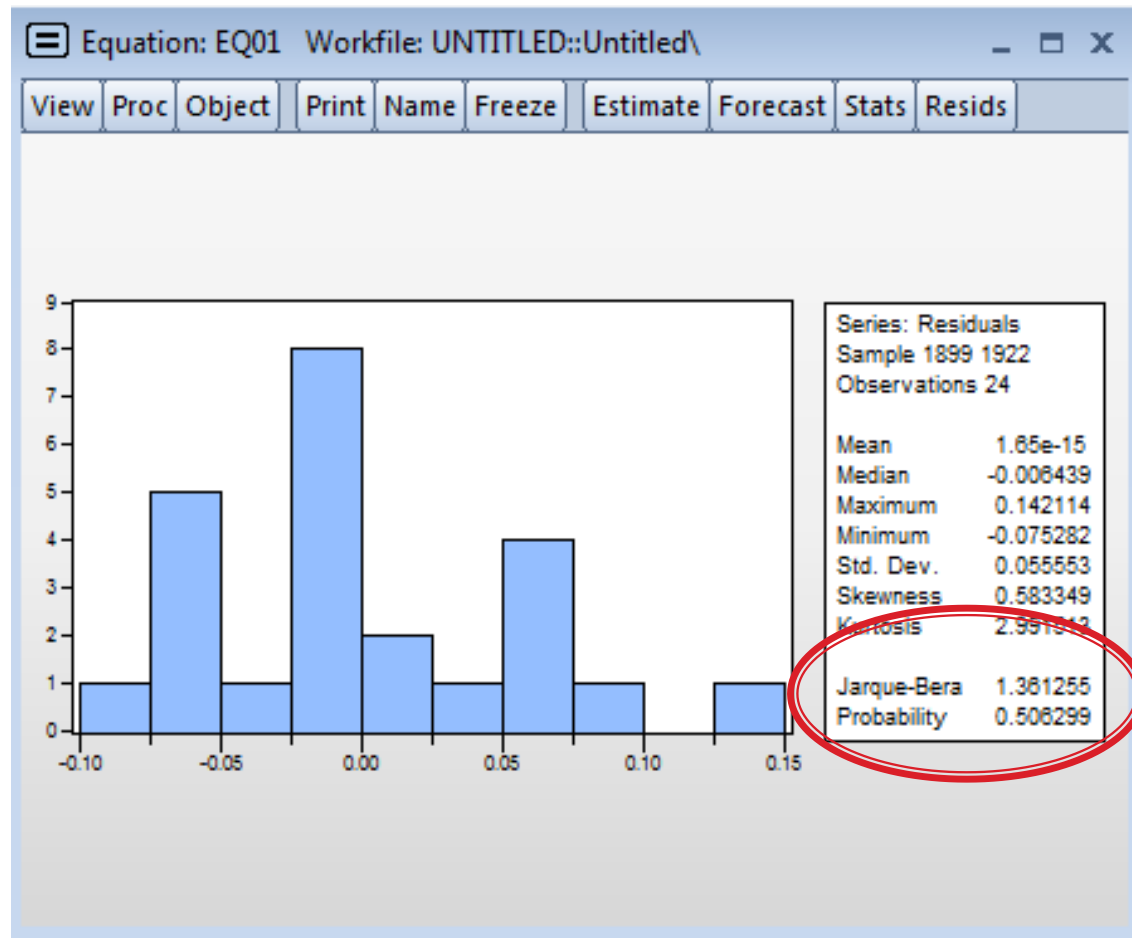 Equation: EQ01 Workfile: UNTITLED::Untitled\
View Proc Object Print Name Freeze Estimate Forecast Stats Resids
9
8
7
6
5
4
3
2
1
0
-0.10 -0.05 0.00 0.05 0.10 0.15
Series: Residuals
Sample 1899 1922
Observations 24
Mean 1.65e-15
Median -0.006439
Maximum 0.142114
Minimum -0.075282
Std. Dev. 0.055553
Skewness 0.583349
Kurtosis
Jarque-Bera 1.361255
Probability 0.506299